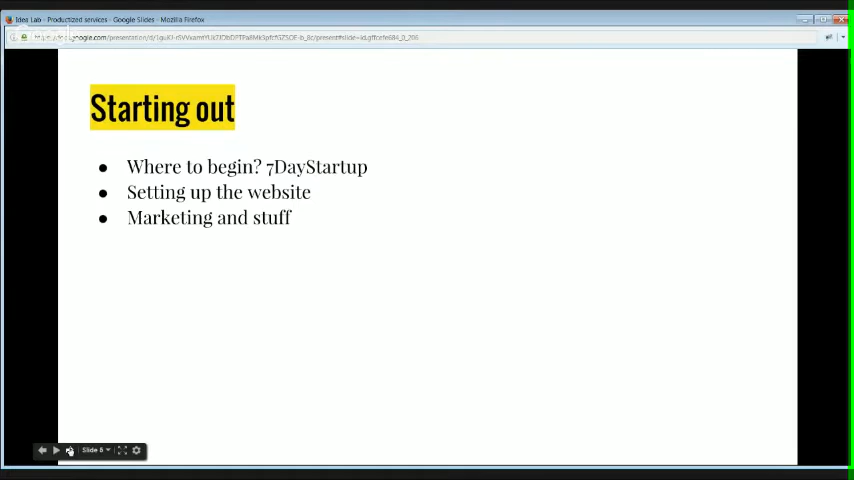 Idea Lab - Productized services - Google Slides - Mozilla Firefox
Starting out
● Where to begin? 7DayStartup
● Setting up the website
● Marketing and stuff
Slide 5